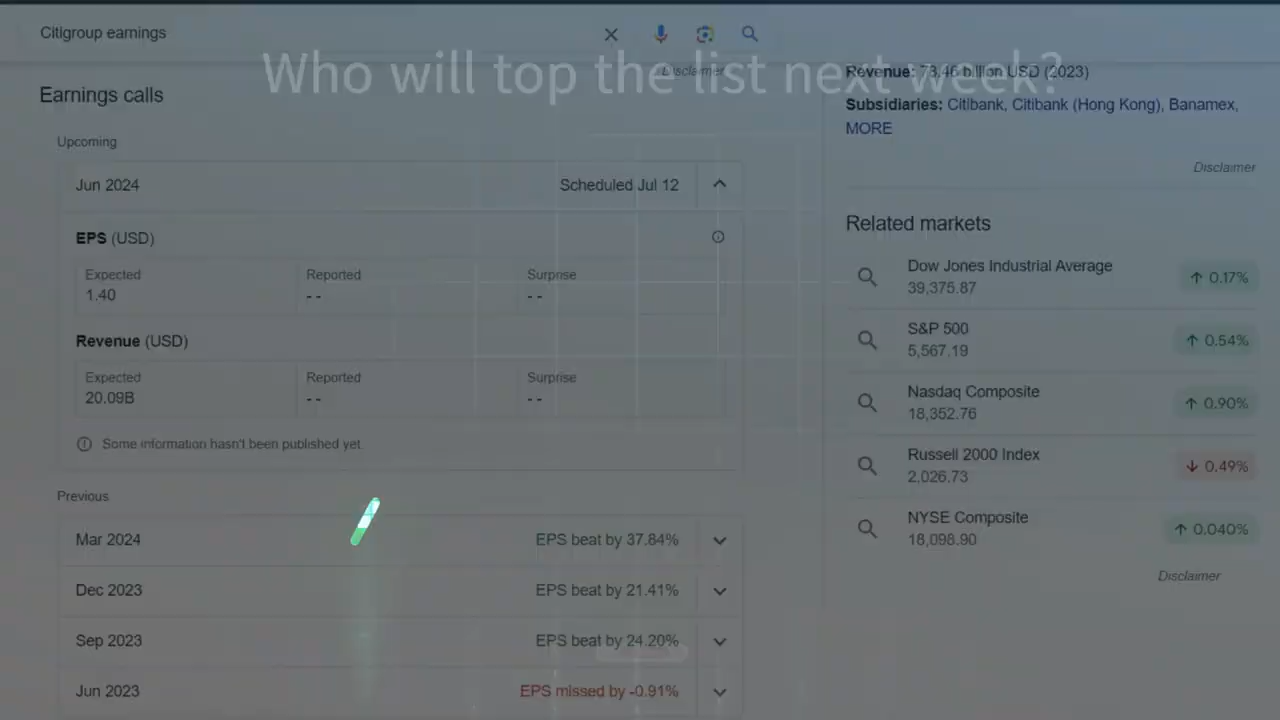 Citigroup earnings
Who will top the list next week?
Disclaimer
Earnings calls
Upcoming
Jun 2024 Scheduled Jul 12
EPS (USD)
Expected Reported Surprise
1.40 - - - -
Revenue (USD)
Expected Reported Surprise
20.09B - - - -
Some information hasn't been published yet.
Previous
Mar 2024 EPS beat by 37.84%
Dec 2023 EPS beat by 21.41%
Sep 2023 EPS beat by 24.20%
Jun 2023 EPS missed by -0.91%
Revenue: 78.46 billion USD (2023)
Subsidiaries: Citibank, Citibank (Hong Kong), Banamex,
MORE
Disclaimer
Related markets
Dow Jones Industrial Average
39,375.87 ↑ 0.17%
S&P 500
5,567.19 ↑ 0.54%
Nasdaq Composite
18,352.76 ↑ 0.90%
Russell 2000 Index
2,026.73 ↓ 0.49%
NYSE Composite
18,098.90 ↑ 0.040%
Disclaimer